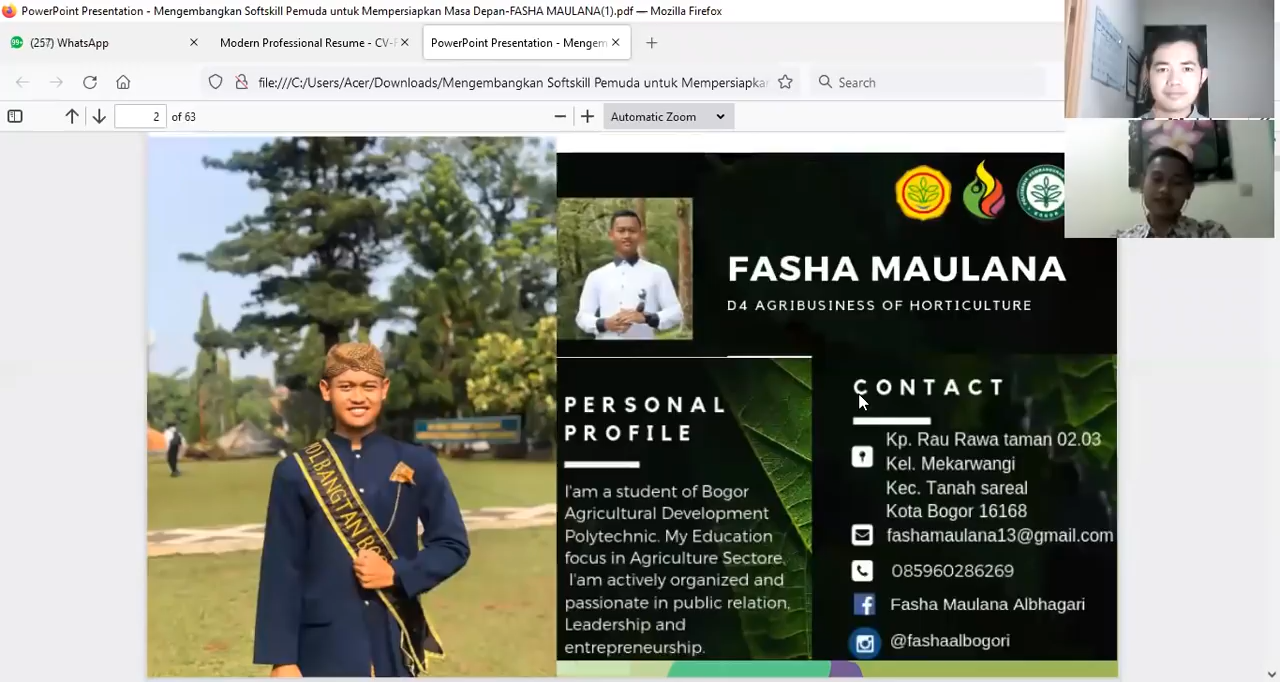 PowerPoint Presentation - Mengembangkan Softskill Pemuda untuk Mempersiapkan Masa Depan-FASHA MAULANA(1).pdf — Mozilla Firefox
99+ (257) WhatsApp
Modern Professional Resume - CV-F
PowerPoint Presentation - Mengem
file:///C:/Users/Acer/Downloads/Mengembangkan Softskill Pemuda untuk Mempersiapka
Search
2 of 63
Automatic Zoom
FASHA MAULANA
D4 AGRIBUSINESS OF HORTICULTURE
PERSONAL
PROFILE
I'am a student of Bogor
Agricultural Development
Polytechnic. My Education
focus in Agriculture Sectore.
I'am actively organized and
passionate in public relation,
Leadership and
entrepreneurship.
CONTACT
Kp. Rau Rawa taman 02.03
Kel. Mekarwangi
Kec. Tanah sareal
Kota Bogor 16168
fashamaulana13@gmail.com
085960286269
Fasha Maulana Albhagari
@fashaalbogori
OLBANGTAN BO